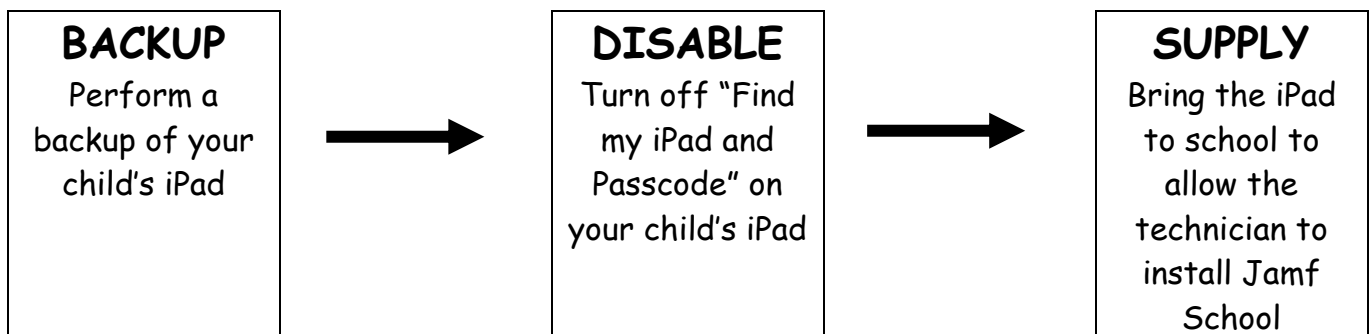 BACKUP
Perform a
backup of your
child’s iPad
DISABLE
Turn off “Find
my iPad and
Passcode” on
your child’s iPad
SUPPLY
Bring the iPad
to school to
allow the
technician to
install Jamf
School